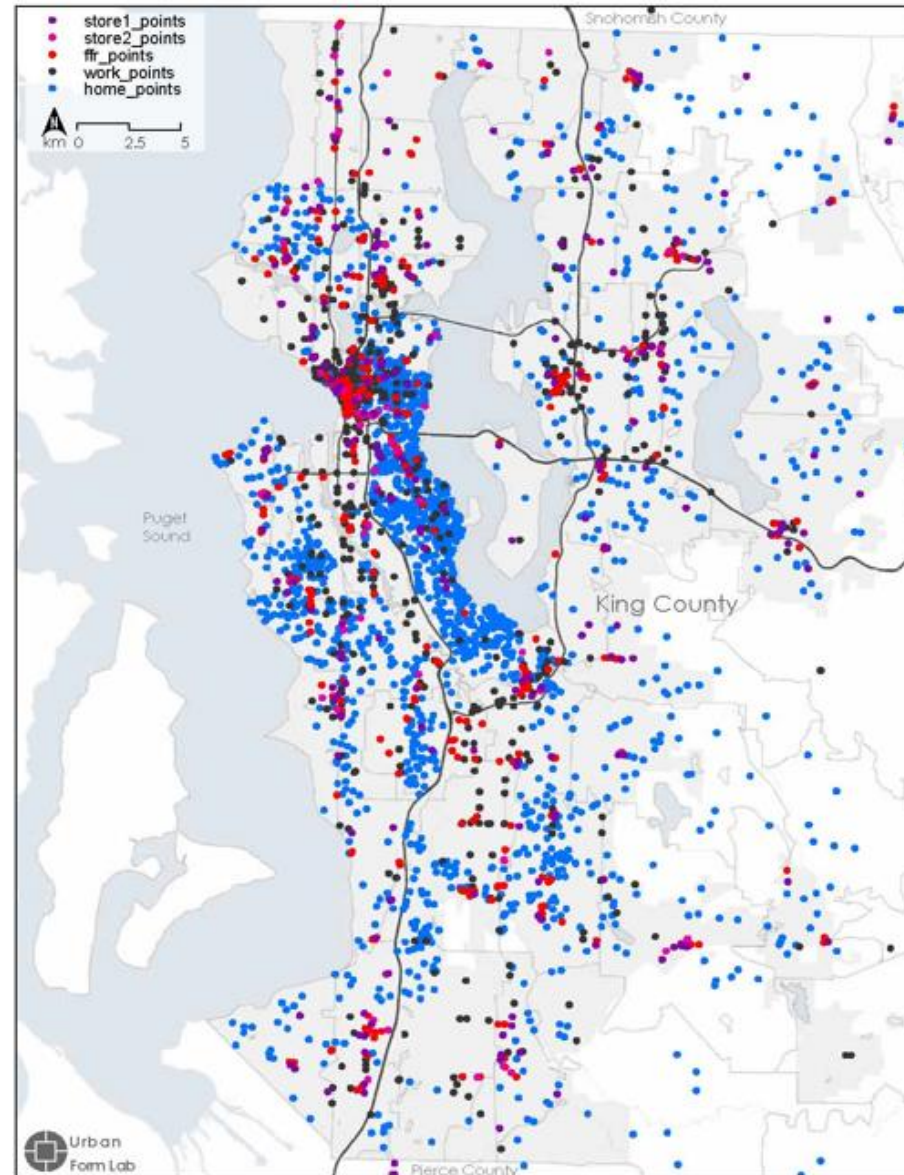 store1_points
store2_points
ffr_points
work_points
home_points
N
km 0 2.5 5
Snohomish County
Puget
Sound
King County
Urban
Form Lab
Pierce County